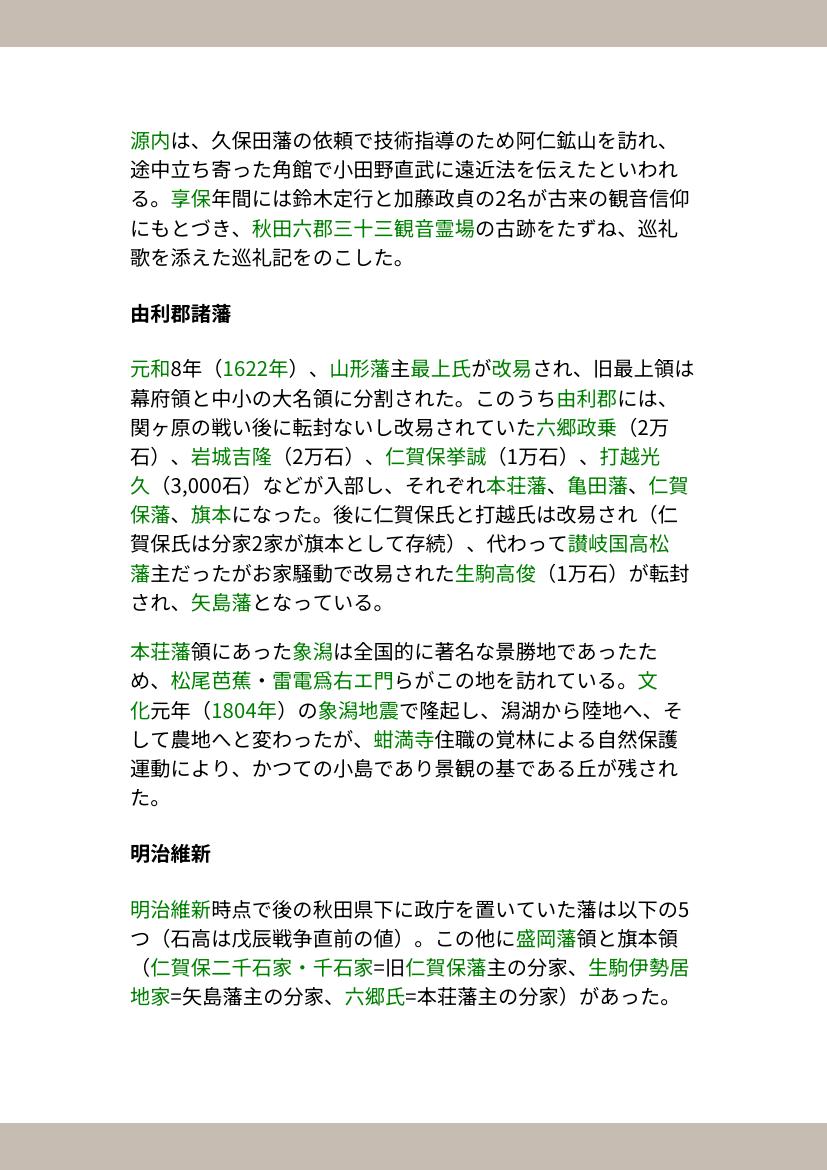 源内は、久保田藩の依頼で技術指導のため阿仁鉱山を訪れ、
途中立ち寄った角館で小田野直武に遠近法を伝えたといわれ
る。享保年間には鈴木定行と加藤政貞の2名が古来の観音信仰
にもとづき、秋田六郡三十三観音霊場の古跡をたずね、巡礼
歌を添えた巡礼記をのこした。
由利郡諸藩
元和8年（1622年）、山形藩主最上氏が改易され、旧最上領は
幕府領と中小の大名領に分割された。このうち由利郡には、
関ヶ原の戦い後に転封ないし改易されていた六郷政乗（2万
石）、岩城吉隆（2万石）、仁賀保挙誠（1万石）、打越光
久（3,000石）などが入部し、それぞれ本荘藩、亀田藩、仁賀
保藩、旗本になった。後に仁賀保氏と打越氏は改易され（仁
賀保氏は分家2家が旗本として存続）、代わって讃岐国高松
藩主だったがお家騒動で改易された生駒高俊（1万石）が転封
され、矢島藩となっている。
本荘藩領にあった象潟は全国的に著名な景勝地であったた
め、松尾芭蕉・雷電爲右エ門らがこの地を訪れている。文
化元年（1804年）の象潟地震で隆起し、潟湖から陸地へ、そ
して農地へと変わったが、蚶満寺住職の覚林による自然保護
運動により、かつての小島であり景観の基である丘が残され
た。
明治維新
明治維新時点で後の秋田県下に政庁を置いていた藩は以下の5
つ（石高は戊辰戦争直前の値）。この他に盛岡藩領と旗本領
（仁賀保二千石家・千石家=旧仁賀保藩主の分家、生駒伊勢居
地家=矢島藩主の分家、六郷氏=本荘藩主の分家）があった。